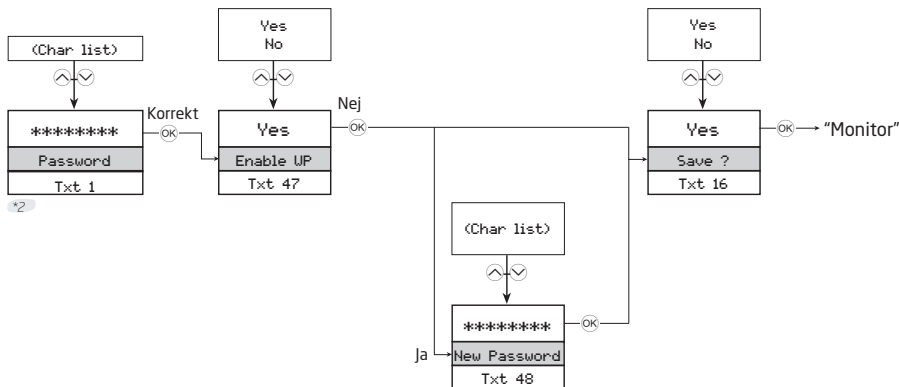 (Char list)
********
Password
Txt 1
*2
Korrekt
OK
Yes
No
Yes
Enable WP
Txt 47
Nej
OK
Ja
(Char list)
********
New Password
Txt 48
OK
Yes
No
Yes
Save ?
Txt 16
OK
"Monitor"